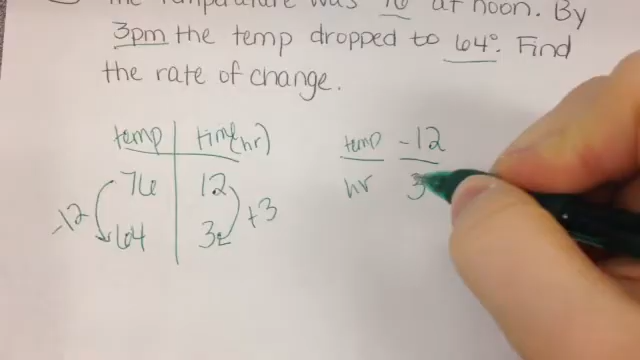 the temperature was 76 at noon. By
3pm the temp dropped to 64°. Find
the rate of change.
temp time(hr)
76 12
-12 +3
64 3
temp -12
hr 3